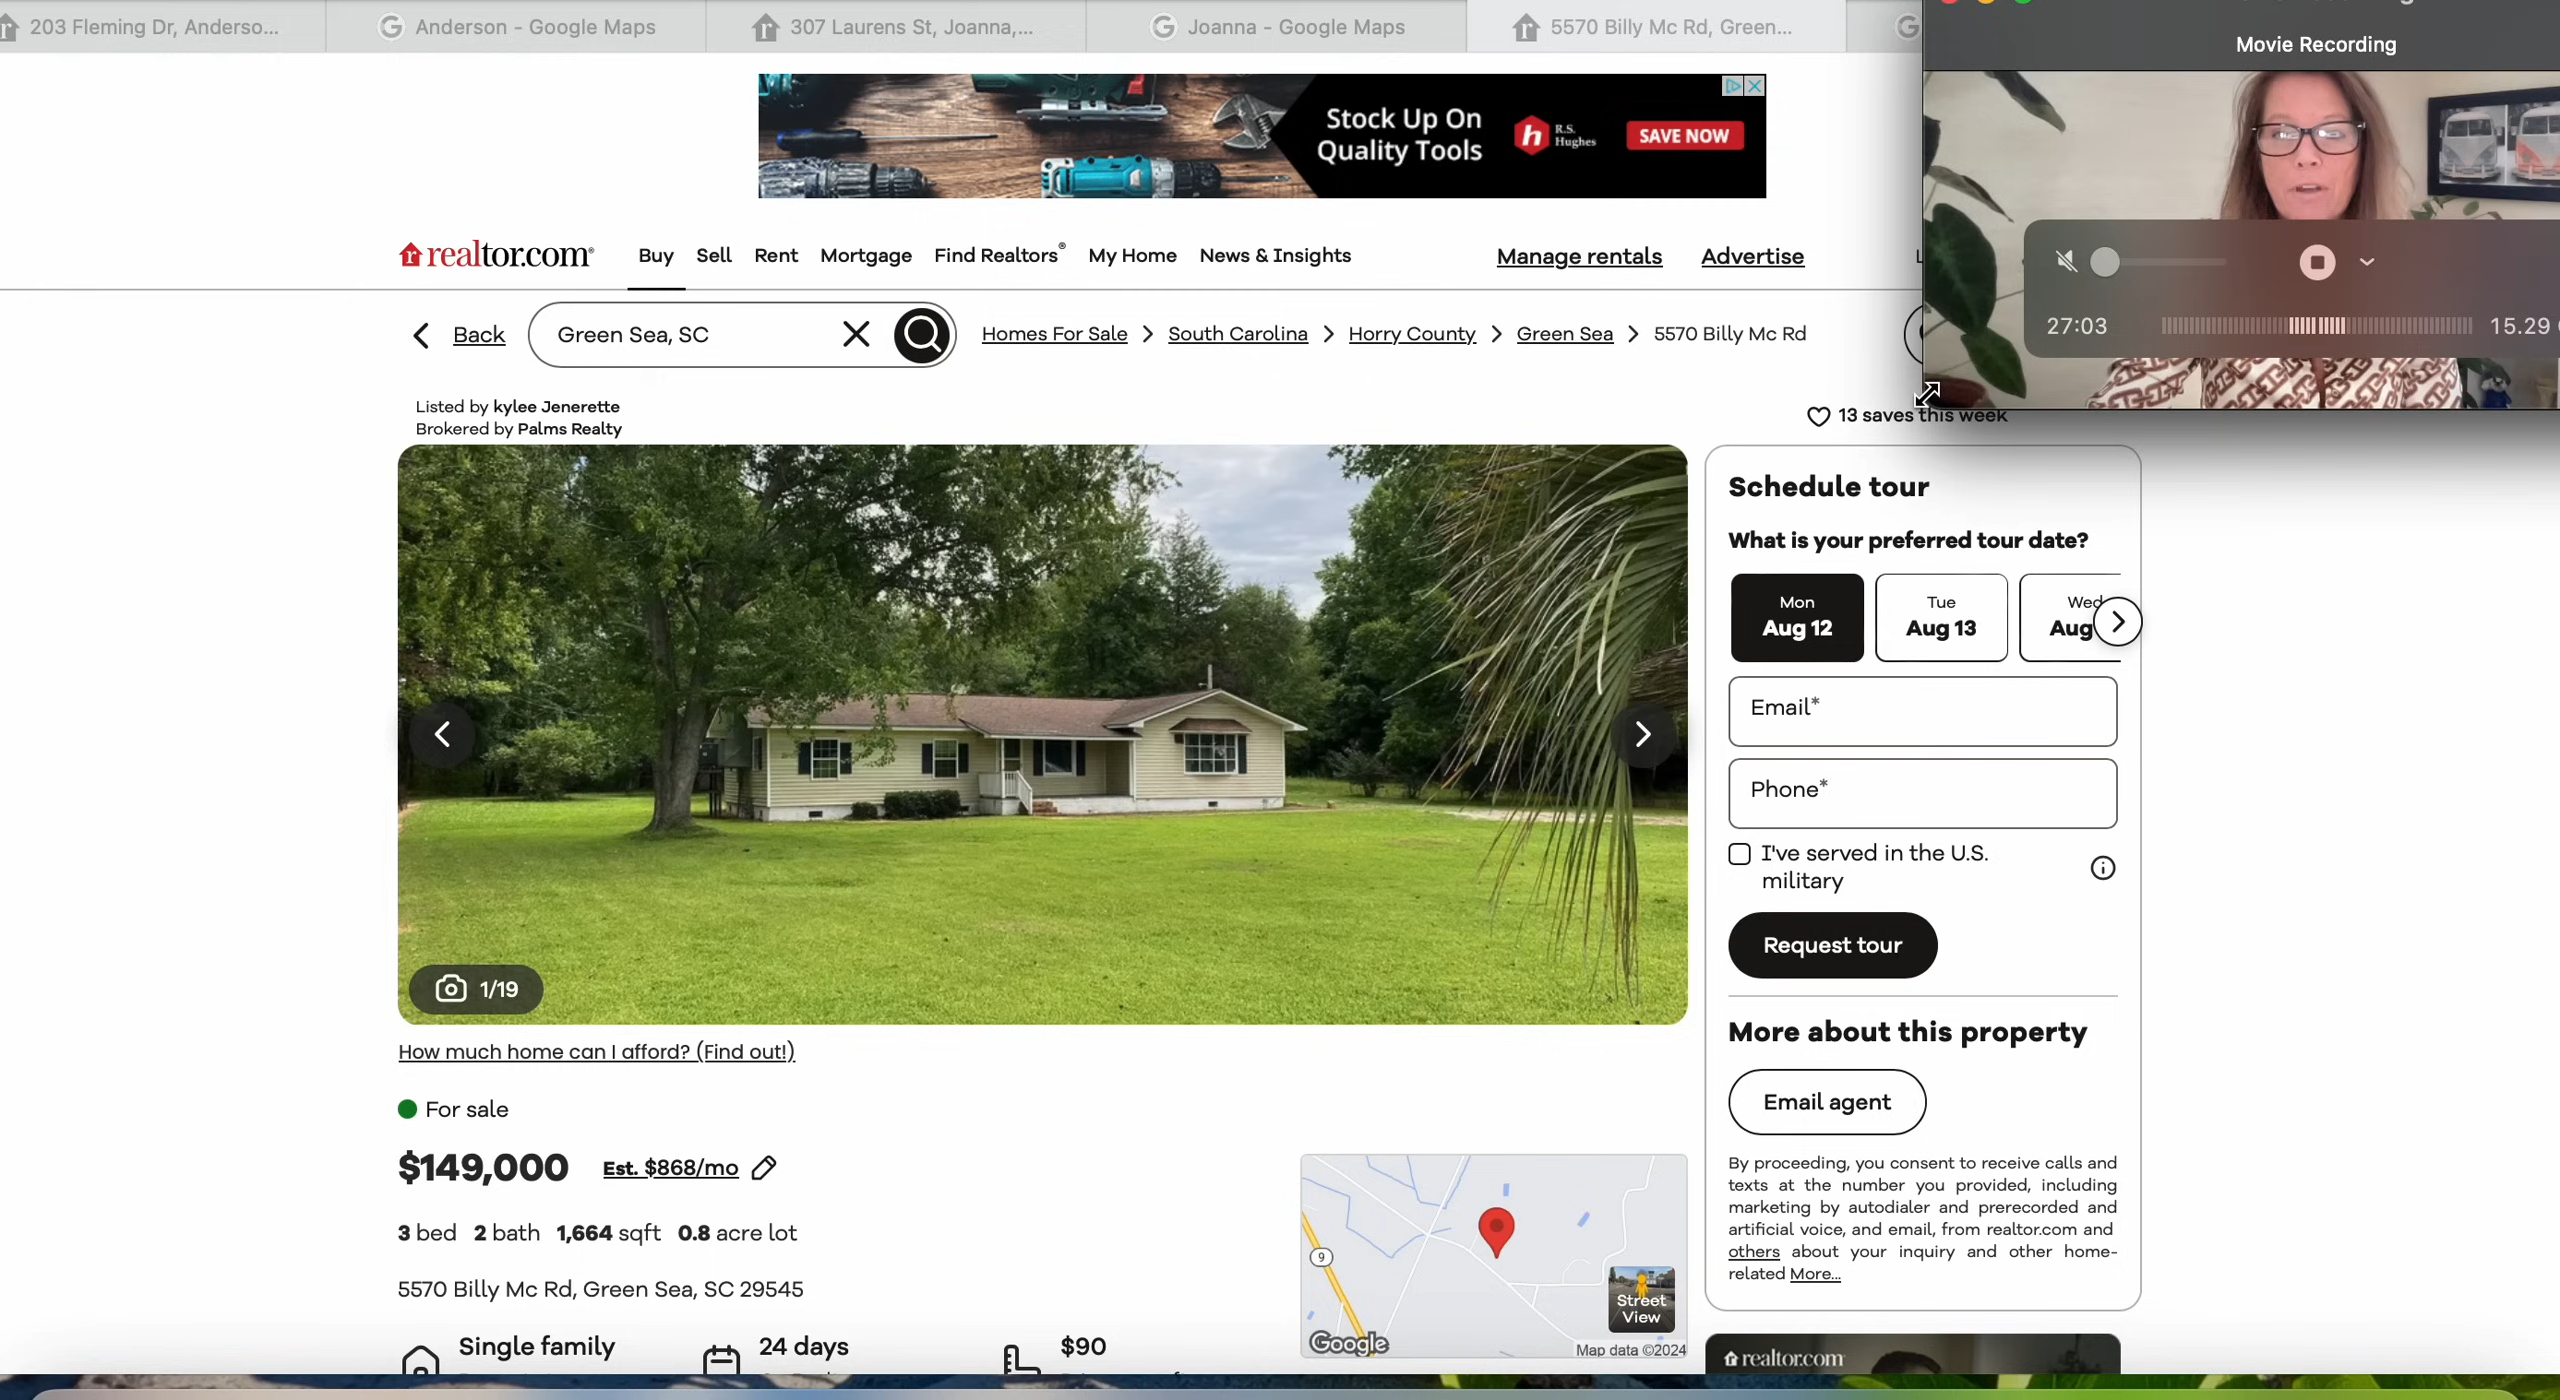 203 Fleming Dr, Anderso...
Anderson - Google Maps
307 Laurens St, Joanna,...
Joanna - Google Maps
5570 Billy Mc Rd, Green...
Movie Recording
Stock Up On
Quality Tools
R.S.
Hughes
SAVE NOW
27:03
15.29
realtor.com®
Buy
Sell
Rent
Mortgage
Find Realtors®
My Home
News & Insights
Manage rentals
Advertise
Back
Green Sea, SC
Homes For Sale
South Carolina
Horry County
Green Sea
5570 Billy Mc Rd
Listed by kylee Jenerette
Brokered by Palms Realty
13 saves this week
Schedule tour
What is your preferred tour date?
Mon
Aug 12
Tue
Aug 13
Wed
Aug
Email*
Phone*
I've served in the U.S.
military
Request tour
1/19
More about this property
Email agent
By proceeding, you consent to receive calls and
texts at the number you provided, including
marketing by autodialer and prerecorded and
artificial voice, and email, from realtor.com and
others about your inquiry and other home-
related More...
How much home can I afford? (Find out!)
For sale
$149,000
Est. $868/mo
3 bed 2 bath 1,664 sqft 0.8 acre lot
5570 Billy Mc Rd, Green Sea, SC 29545
9
Street
View
Google
Map data ©2024
Single family
24 days
$90
realtor.com